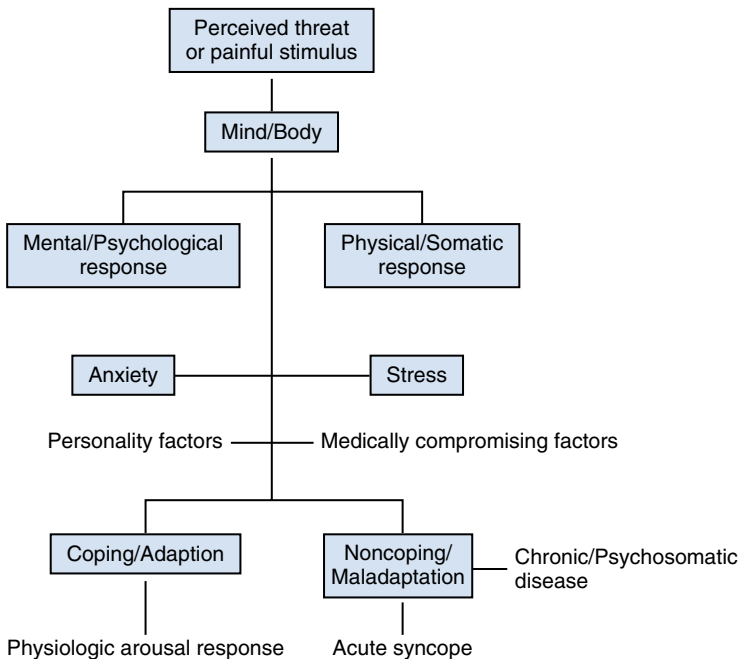 Perceived threat
or painful stimulus
Mind/Body
Mental/Psychological
response
Physical/Somatic
response
Anxiety
Stress
Personality factors
Medically compromising factors
Coping/Adaption
Noncoping/
Maladaptation
Chronic/Psychosomatic
disease
Physiologic arousal response
Acute syncope